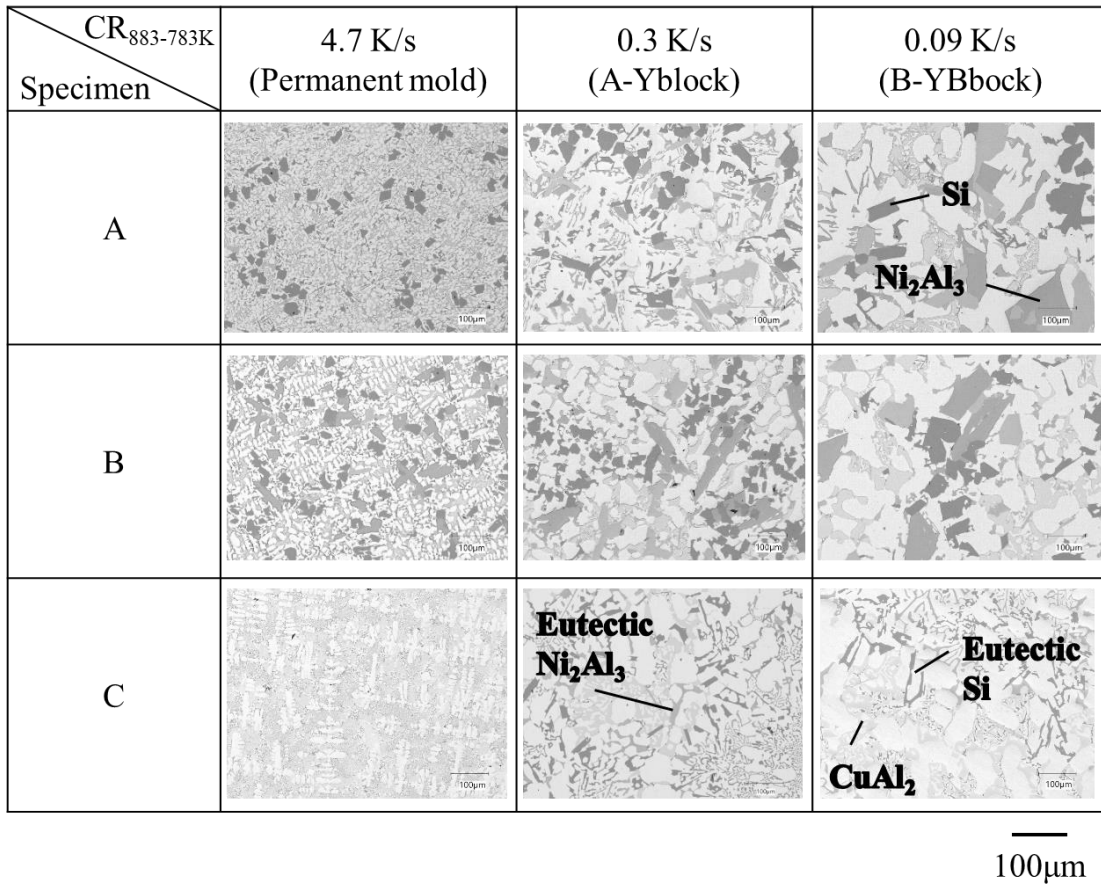 CR883-783K
Specimen
4.7 K/s
(Permanent mold)
0.3 K/s
(A-Yblock)
0.09 K/s
(B-YBbock)
A
100μm
100μm
Si
Ni2Al3
100μm
B
100μm
100μm
100μm
C
100μm
Eutectic
Ni2Al3
100μm
Eutectic
Si
CuAl2
100μm
100μm